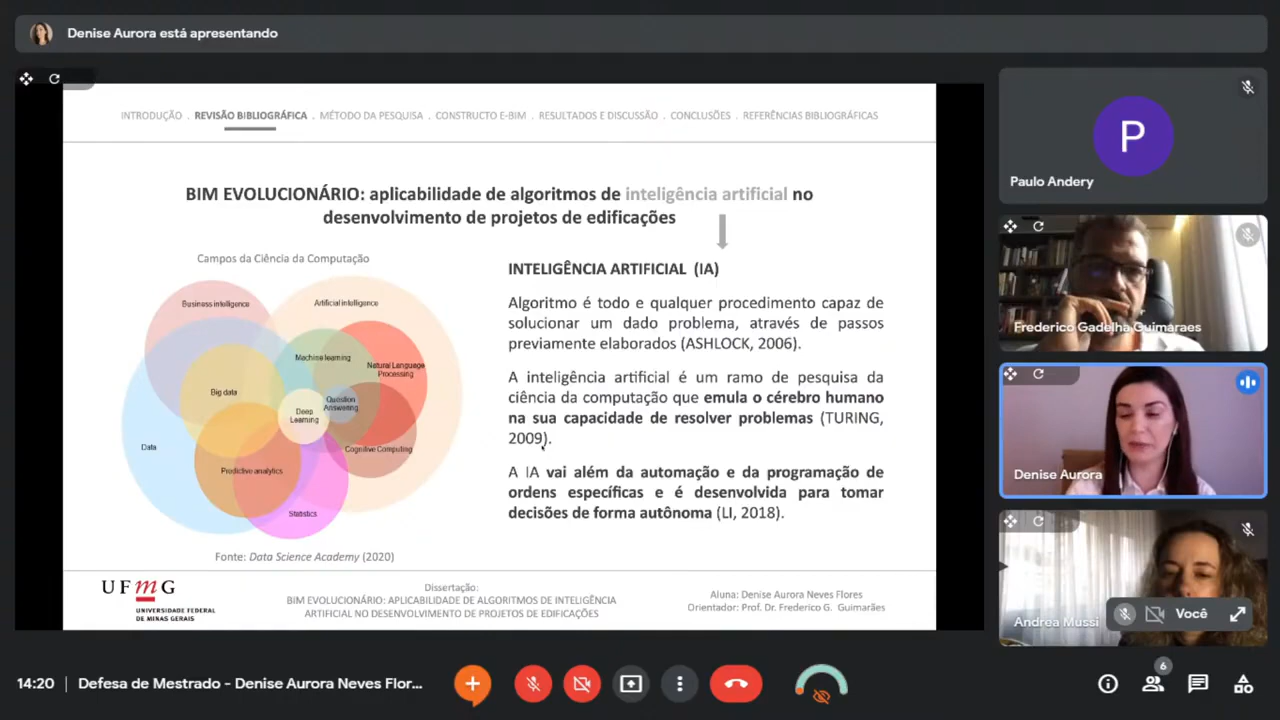 Denise Aurora está apresentando
INTRODUÇÃO . REVISÃO BIBLIOGRÁFICA . MÉTODO DA PESQUISA . CONSTRUCTO E-BIM . RESULTADOS E DISCUSSÃO . CONCLUSÕES . REFERÊNCIAS BIBLIOGRÁFICAS
BIM EVOLUCIONÁRIO: aplicabilidade de algoritmos de inteligência artificial no
desenvolvimento de projetos de edificações
Campos da Ciência da Computação
Business intelligence
Artificial intelligence
Machine learning
Natural Language
Processing
Big data
Question
Answering
Deep
Learning
Data
Cognitive Computing
Predictive analytics
Statistics
Fonte: Data Science Academy (2020)
INTELIGÊNCIA ARTIFICIAL (IA)
Algoritmo é todo e qualquer procedimento capaz de
solucionar um dado problema, através de passos
previamente elaborados (ASHLOCK, 2006).
A inteligência artificial é um ramo de pesquisa da
ciência da computação que emula o cérebro humano
na sua capacidade de resolver problemas (TURING,
2009).
A IA vai além da automação e da programação de
ordens específicas e é desenvolvida para tomar
decisões de forma autônoma (LI, 2018).
UFmG
UNIVERSIDADE FEDERAL
DE MINAS GERAIS
Dissertação:
BIM EVOLUCIONÁRIO: APLICABILIDADE DE ALGORITMOS DE INTELIGÊNCIA
ARTIFICIAL NO DESENVOLVIMENTO DE PROJETOS DE EDIFICAÇÕES
Aluna: Denise Aurora Neves Flores
Orientador: Prof. Dr. Frederico G. Guimarães
P
Paulo Andery
Frederico Gadelha Guimaraes
Denise Aurora
Andrea Mussi
Você
14:20 | Defesa de Mestrado - Denise Aurora Neves Flor...
6